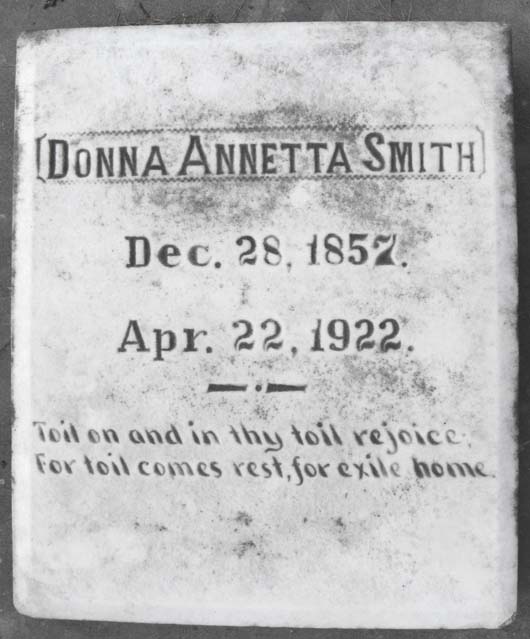 DONNA ANNETTA SMITH
Dec. 28, 1857.
Apr. 22, 1922.
Toil on and in thy toil rejoice;
For toil comes rest, for exile home.